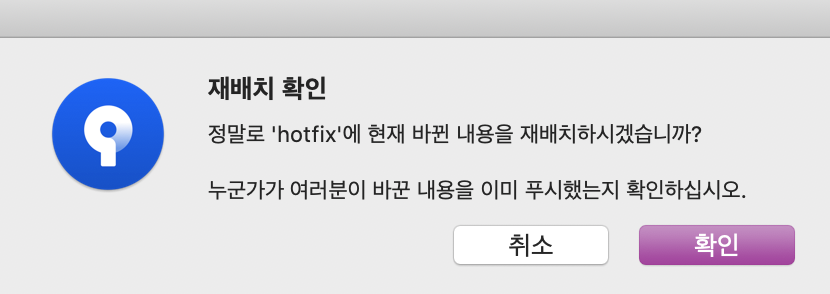 재배치 확인
정말로 'hotfix'에 현재 바뀐 내용을 재배치하시겠습니까?
누군가가 여러분이 바꾼 내용을 이미 푸시했는지 확인하십시오.
취소
확인